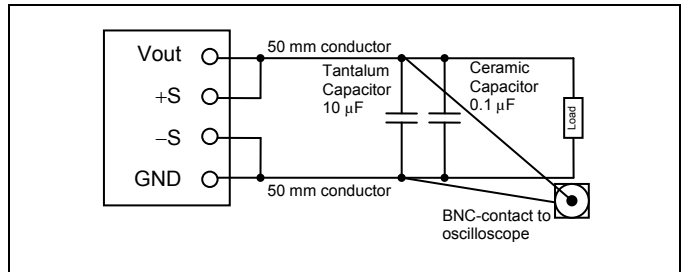 Vout
+S
−S
GND
50 mm conductor
Tantalum
Capacitor
10 µF
Ceramic
Capacitor
0.1 µF
Load
50 mm conductor
BNC-contact to
oscilloscope